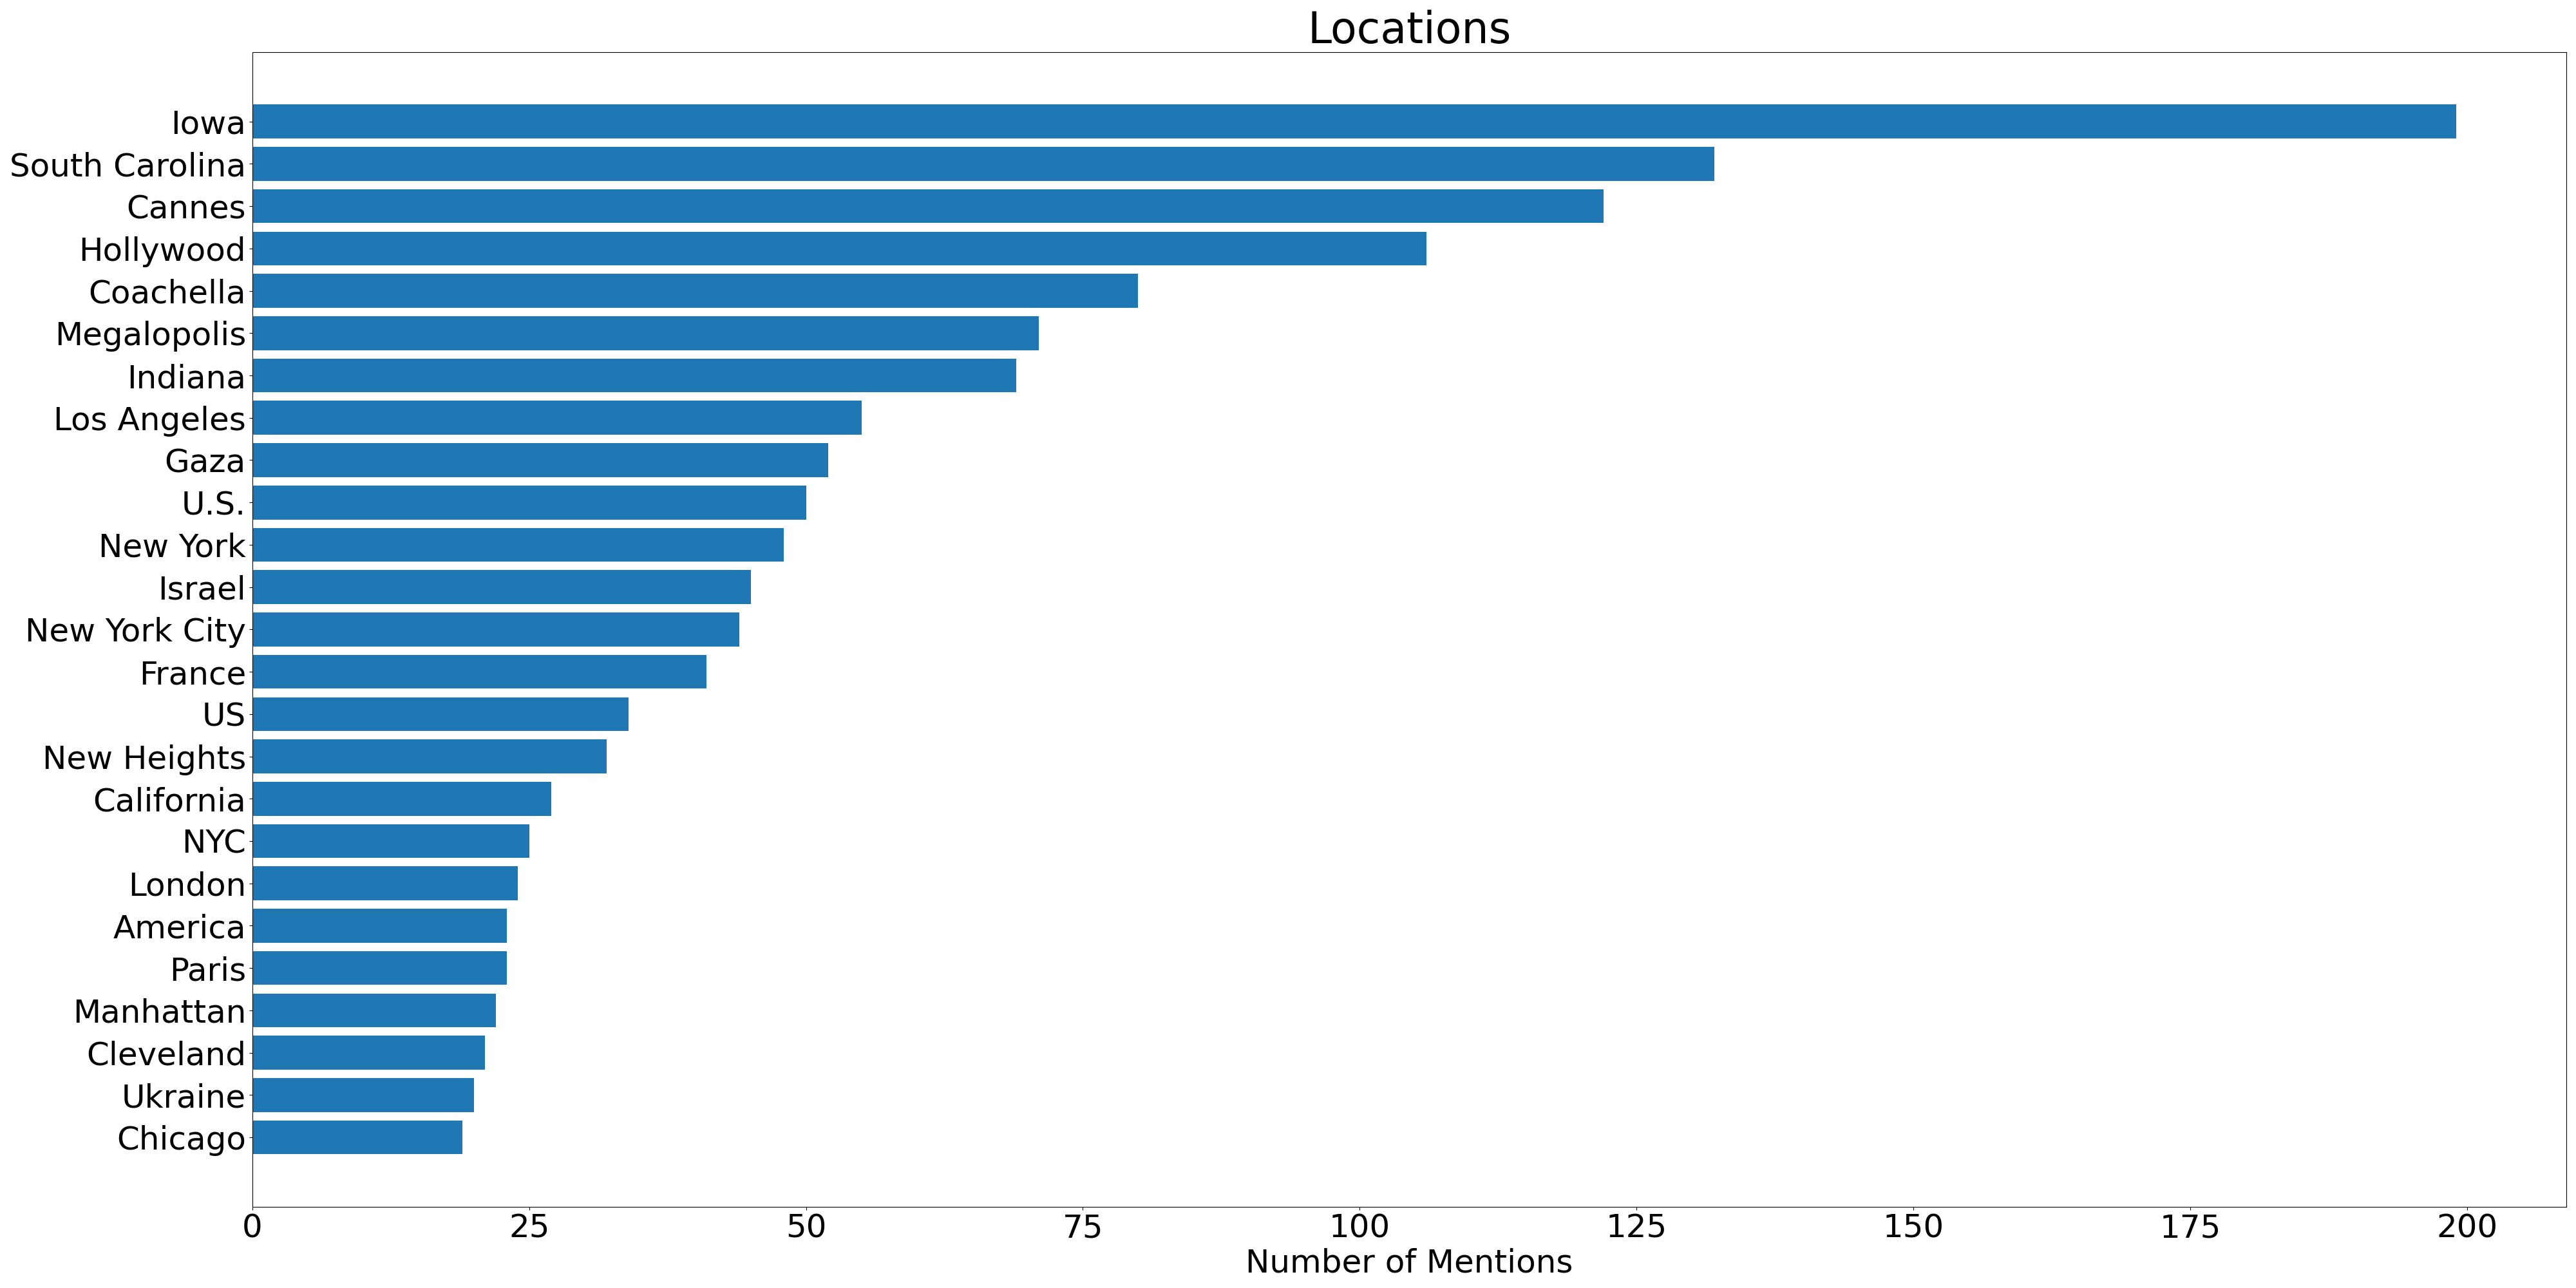 Locations
Iowa
South Carolina
Cannes
Hollywood
Coachella
Megalopolis
Indiana
Los Angeles
Gaza
U.S.
New York
Israel
New York City
France
US
New Heights
California
NYC
London
America
Paris
Manhattan
Cleveland
Ukraine
Chicago
0 25 50 75 100 125 150 175 200
Number of Mentions